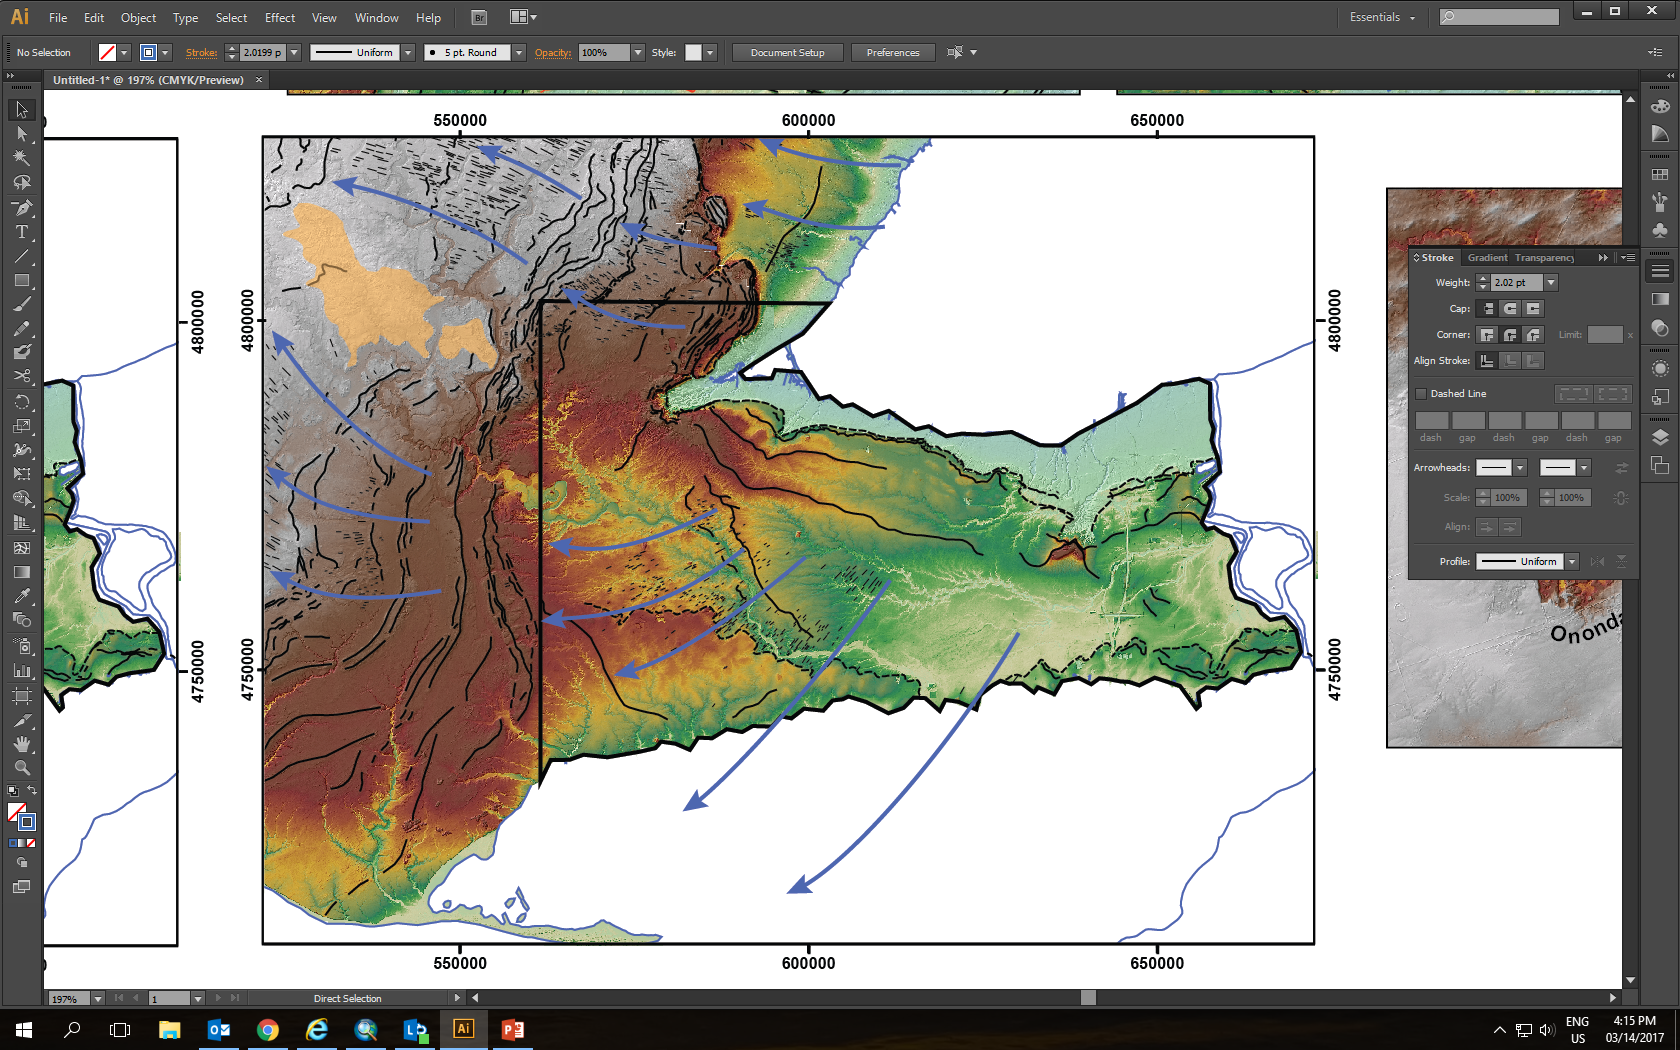 Ai File Edit Object Type Select Effect View Window Help Br Essentials
No Selection Stroke: 2.0199 p Uniform 5 pt. Round Opacity: 100% Style: Document Setup Preferences
Untitled-1* @ 197% (CMYK/Preview) ×
550000 600000 650000
4800000 4800000 4800000
4750000 4750000 4750000
550000 600000 650000
Stroke Gradient Transparency
Weight: 2.02 pt
Cap:
Corner: Limit: x
Align Stroke:
Dashed Line
dash gap dash gap dash gap
Arrowheads:
Scale: 100% 100%
Align:
Profile: Uniform
Ononda
197% 1 Direct Selection
Ai
ENG
US
4:15 PM
03/14/2017